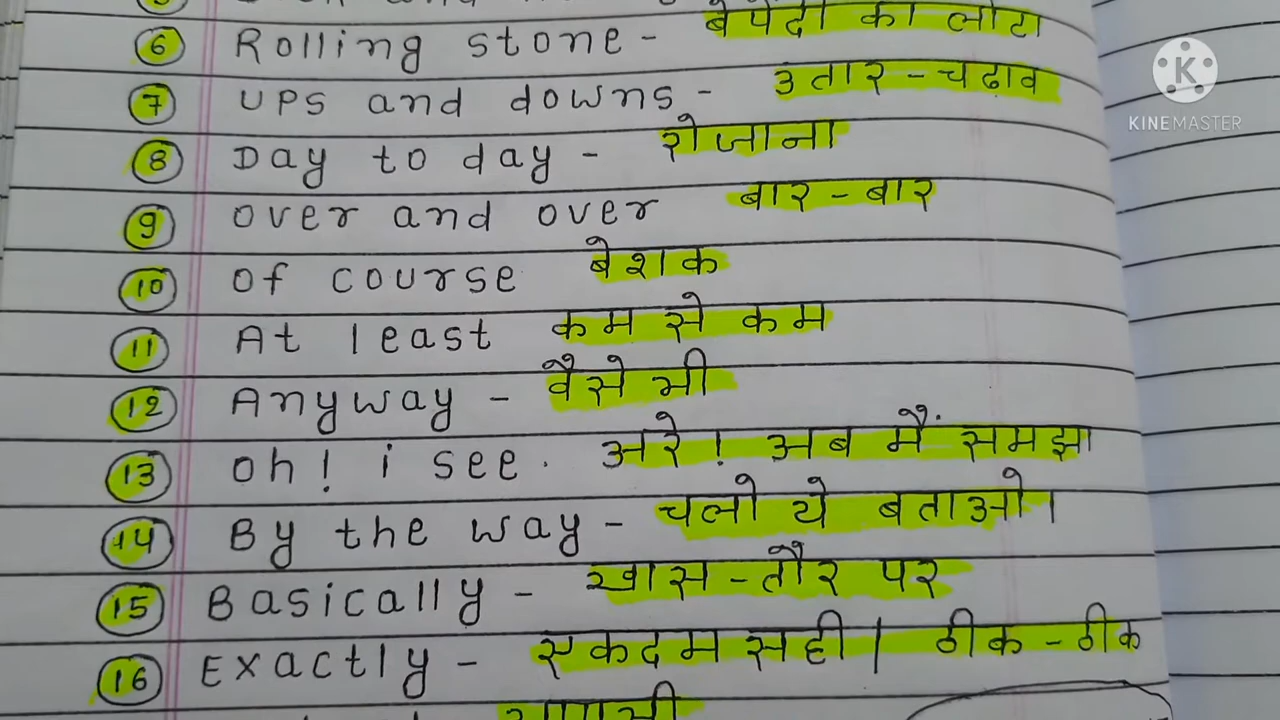 6 Rolling stone - बेपेंदी का लोटा
7 UPS and downs - उतार - चढ़ाव
8 Day to day - रोजाना
9 over and over बार - बार
10 of course बेशक
11 At least कम से कम
12 Anyway - वैसे भी
13 oh! i see. अरे! अब मैं समझा
14 By the way - चलो ये बताओ।
15 Basically - खास - तौर पर
16 Exactly - एकदम सही | ठीक - ठीक
K
KINEMASTER